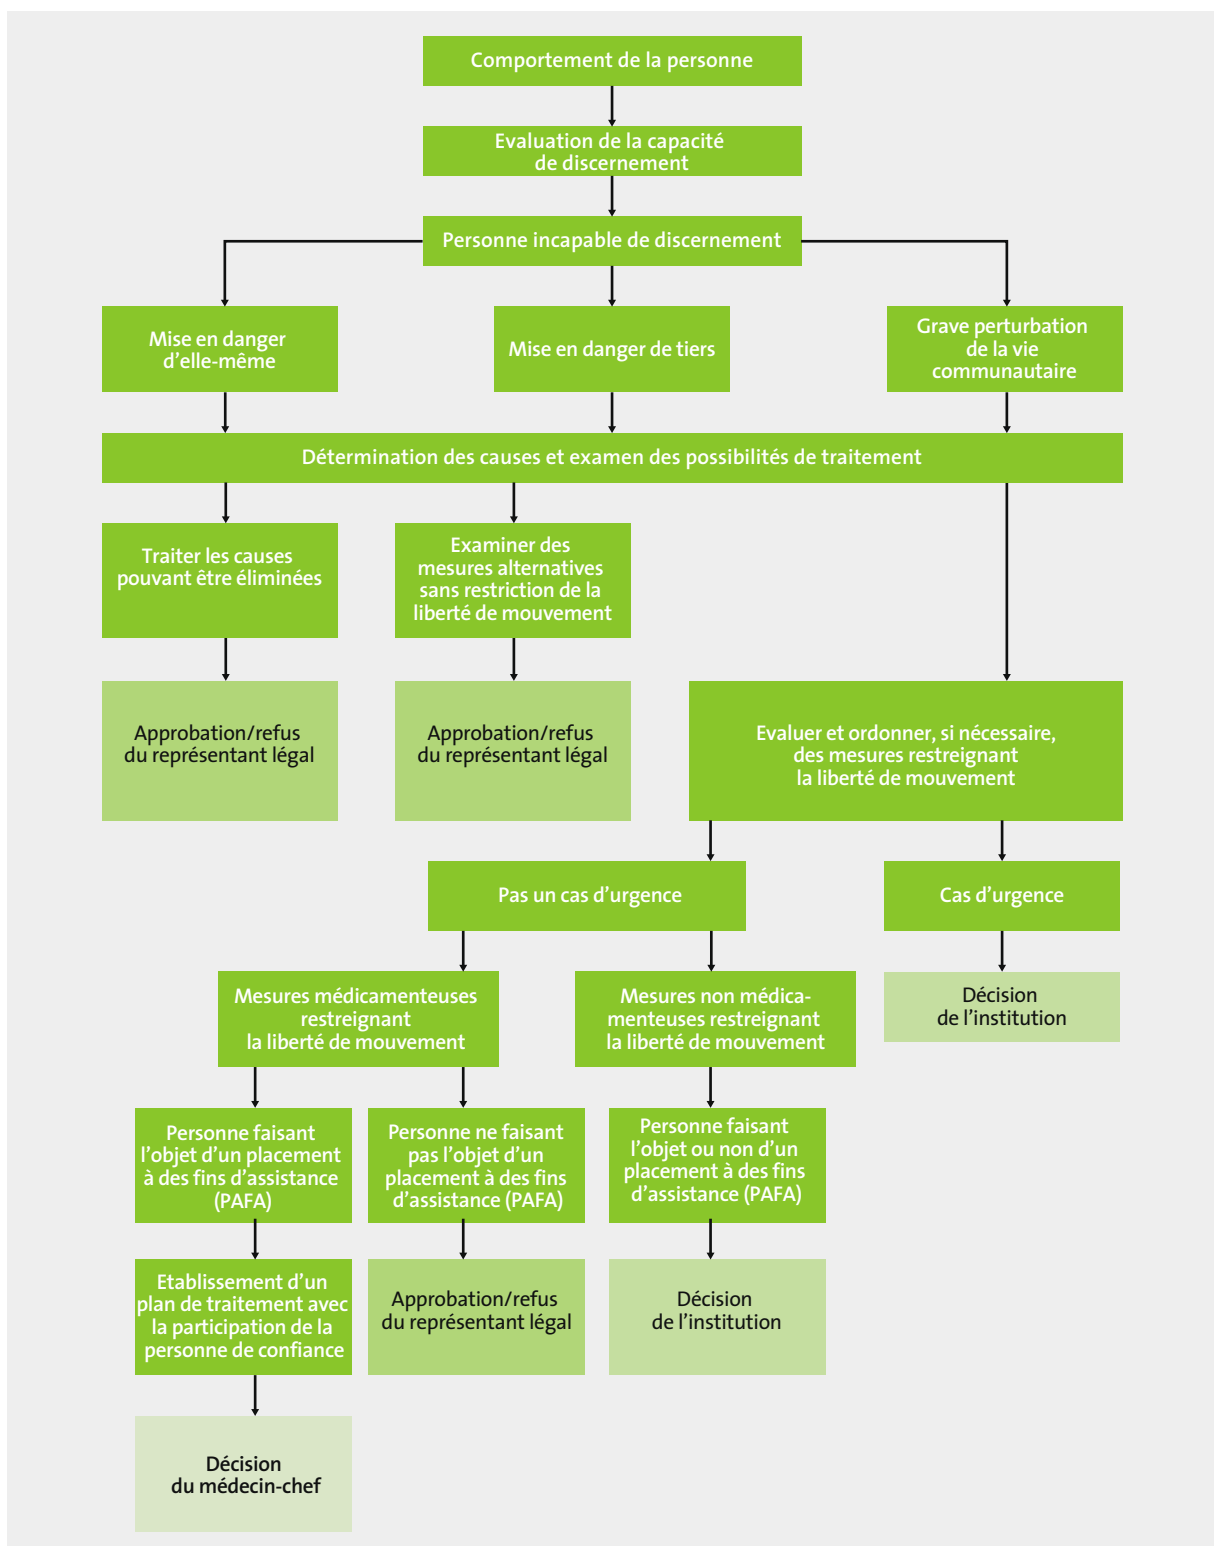 Comportement de la personne
Evaluation de la capacité
de discernement
Personne incapable de discernement
Mise en danger
d’elle-même
Mise en danger de tiers
Grave perturbation
de la vie
communautaire
Détermination des causes et examen des possibilités de traitement
Traiter les causes
pouvant être éliminées
Examiner des
mesures alternatives
sans restriction de la
liberté de mouvement
Approbation/refus
du représentant légal
Approbation/refus
du représentant légal
Evaluer et ordonner, si nécessaire,
des mesures restreignant
la liberté de mouvement
Pas un cas d’urgence
Cas d’urgence
Mesures médicamenteuses
restreignant
la liberté de mouvement
Mesures non médica-
menteuses restreignant
la liberté de mouvement
Décision
de l’institution
Personne faisant
l’objet d’un placement
à des fins d’assistance
(PAFA)
Personne ne faisant
pas l’objet d’un
placement à des fins
d’assistance (PAFA)
Personne faisant
l’objet ou non d’un
placement à des fins
d’assistance (PAFA)
Etablissement d’un
plan de traitement avec
la participation de la
personne de confiance
Approbation/refus
du représentant légal
Décision
de l’institution
Décision
du médecin-chef